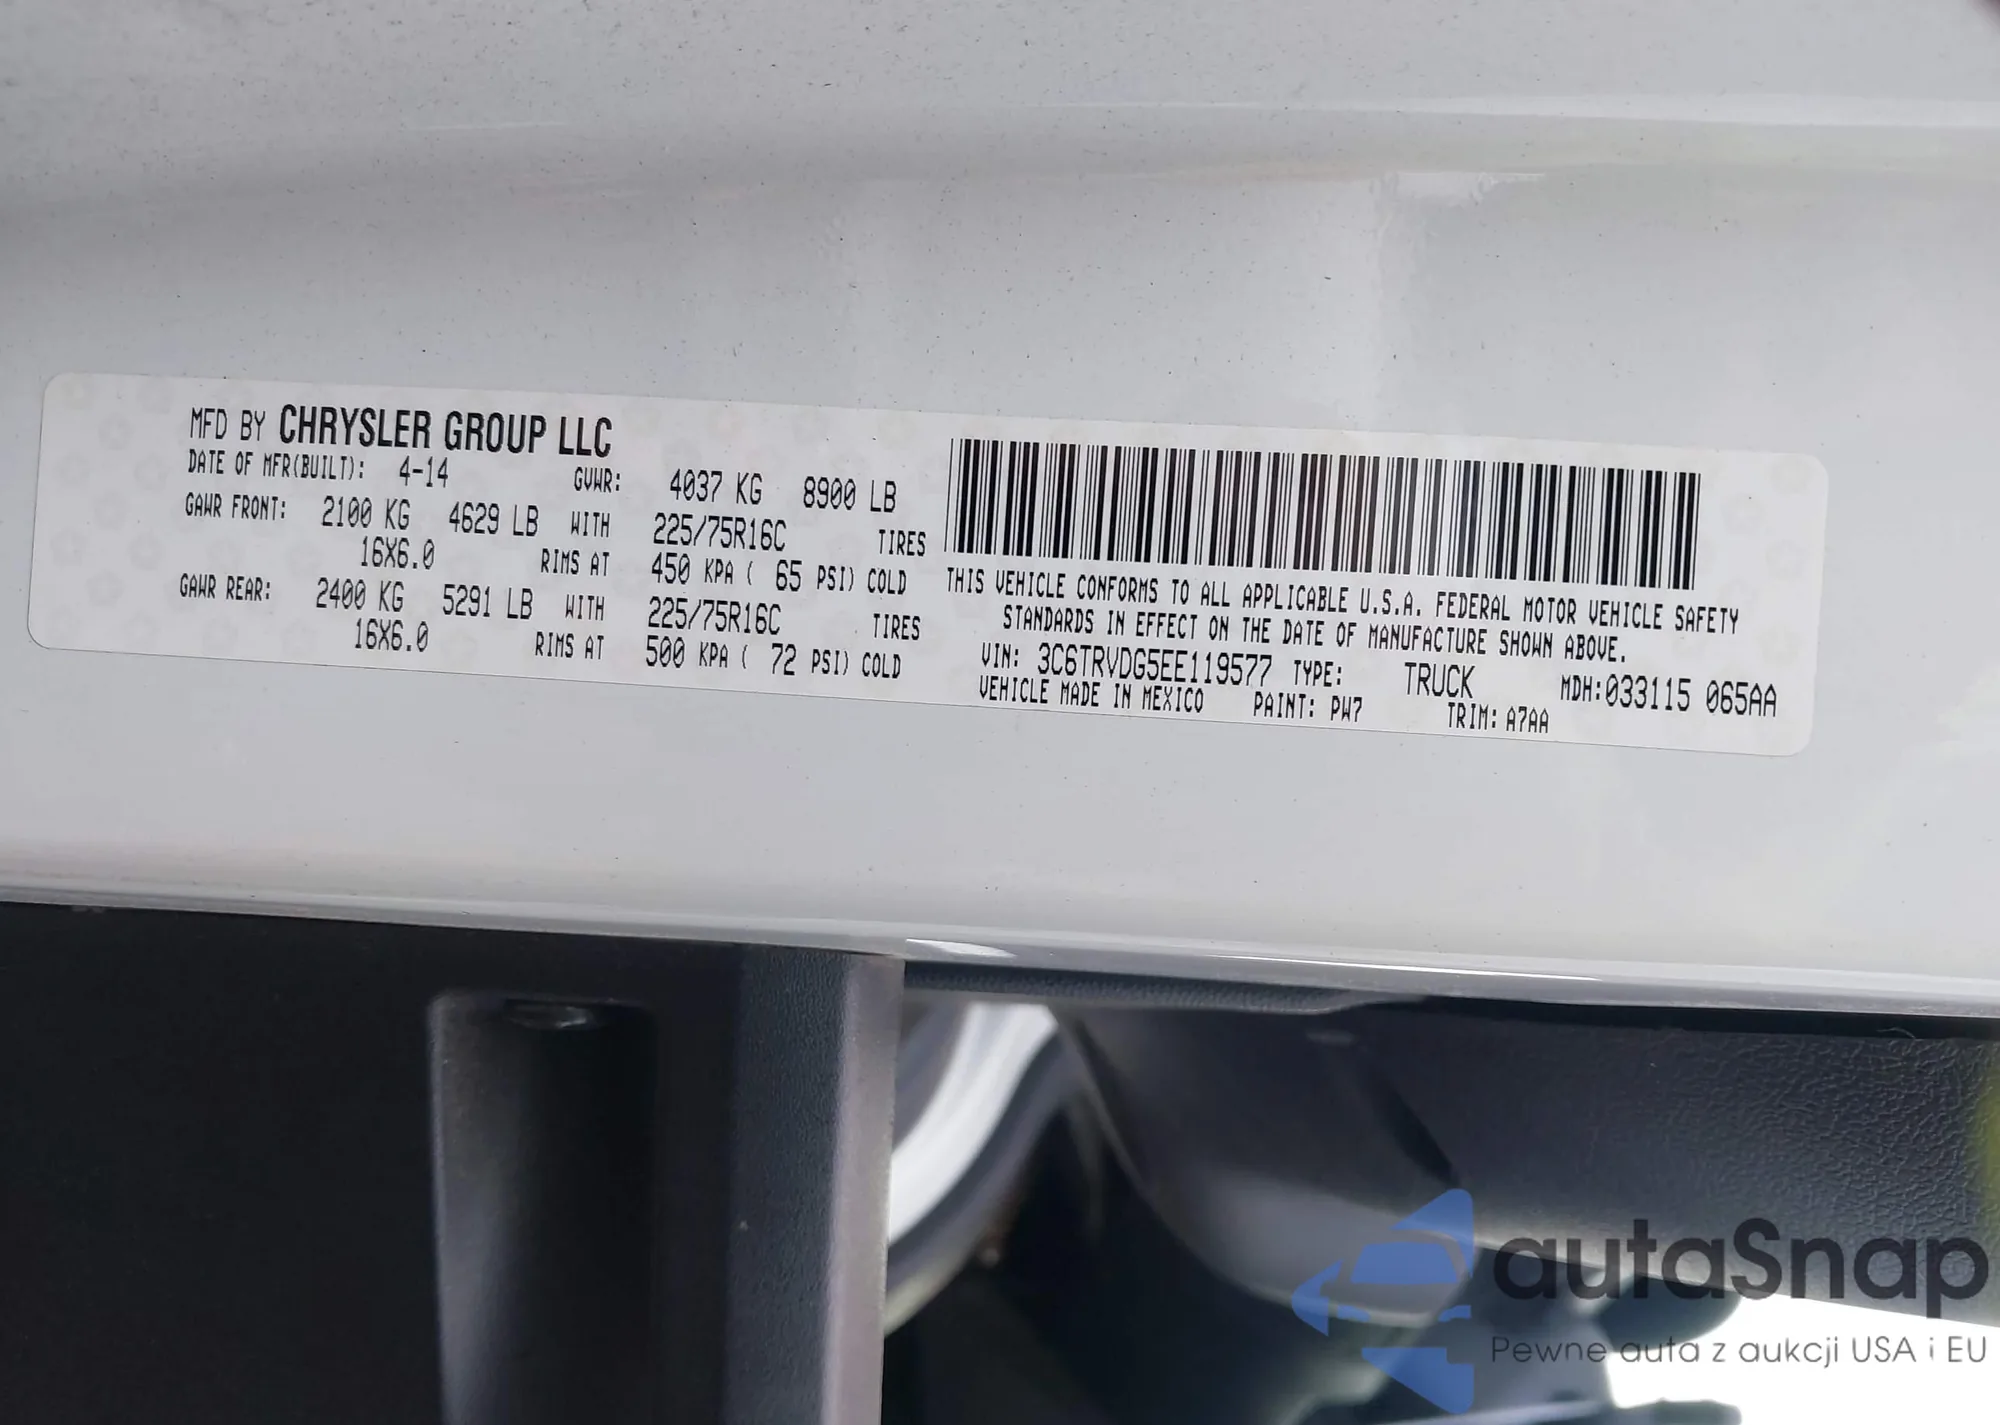 MFD BY CHRYSLER GROUP LLC
DATE OF MFR(BUILT): 4-14 GVWR: 4037 KG 8900 LB
GAWR FRONT: 2100 KG 4629 LB WITH 225/75R16C TIRES
16X6.0 RIMS AT 450 KPA ( 65 PSI) COLD
GAWR REAR: 2400 KG 5291 LB WITH 225/75R16C TIRES
16X6.0 RIMS AT 500 KPA ( 72 PSI) COLD
THIS VEHICLE CONFORMS TO ALL APPLICABLE U.S.A. FEDERAL MOTOR VEHICLE SAFETY
STANDARDS IN EFFECT ON THE DATE OF MANUFACTURE SHOWN ABOVE.
VIN: 3C6TRVDG5EE119577 TYPE: TRUCK MDH:033115 065AA
VEHICLE MADE IN MEXICO PAINT: PW7 TRIM: A7AA
autaSnap
Pewne auta z aukcji USA i EU